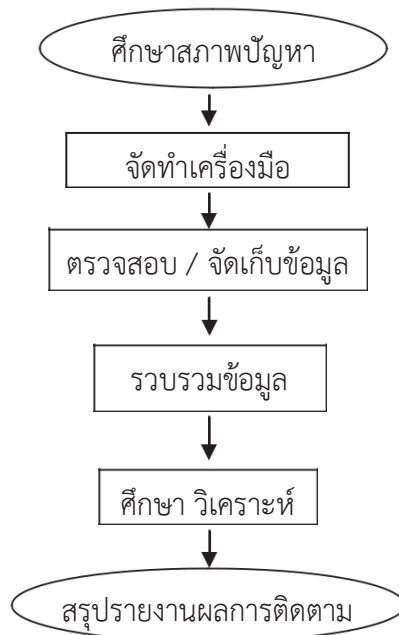 ศึกษาสภาพปัญหา
จัดทำเครื่องมือ
ตรวจสอบ / จัดเก็บข้อมูล
รวบรวมข้อมูล
ศึกษา วิเคราะห์
สรุปรายงานผลการติดตาม